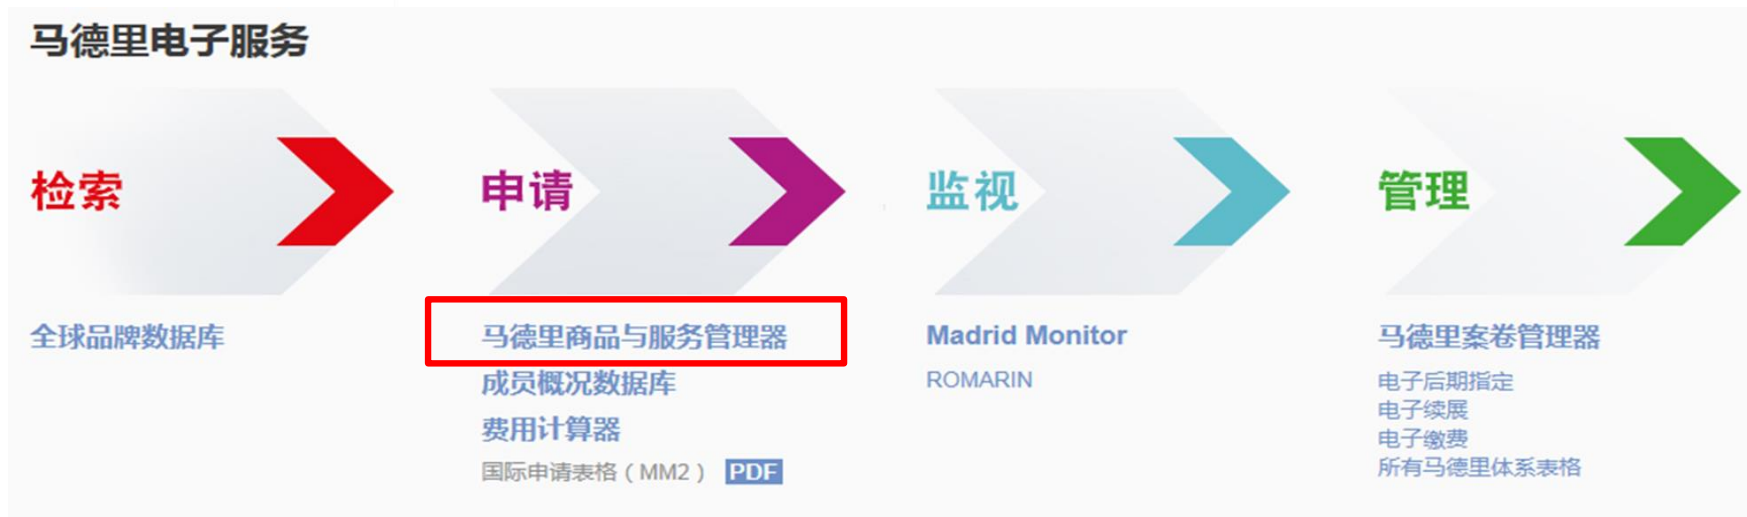 马德里电子服务
检索
申请
监视
管理
全球品牌数据库
马德里商品与服务管理器
成员概况数据库
费用计算器
国际申请表格（MM2） PDF
Madrid Monitor
ROMARIN
马德里案卷管理器
电子后期指定
电子续展
电子缴费
所有马德里体系表格